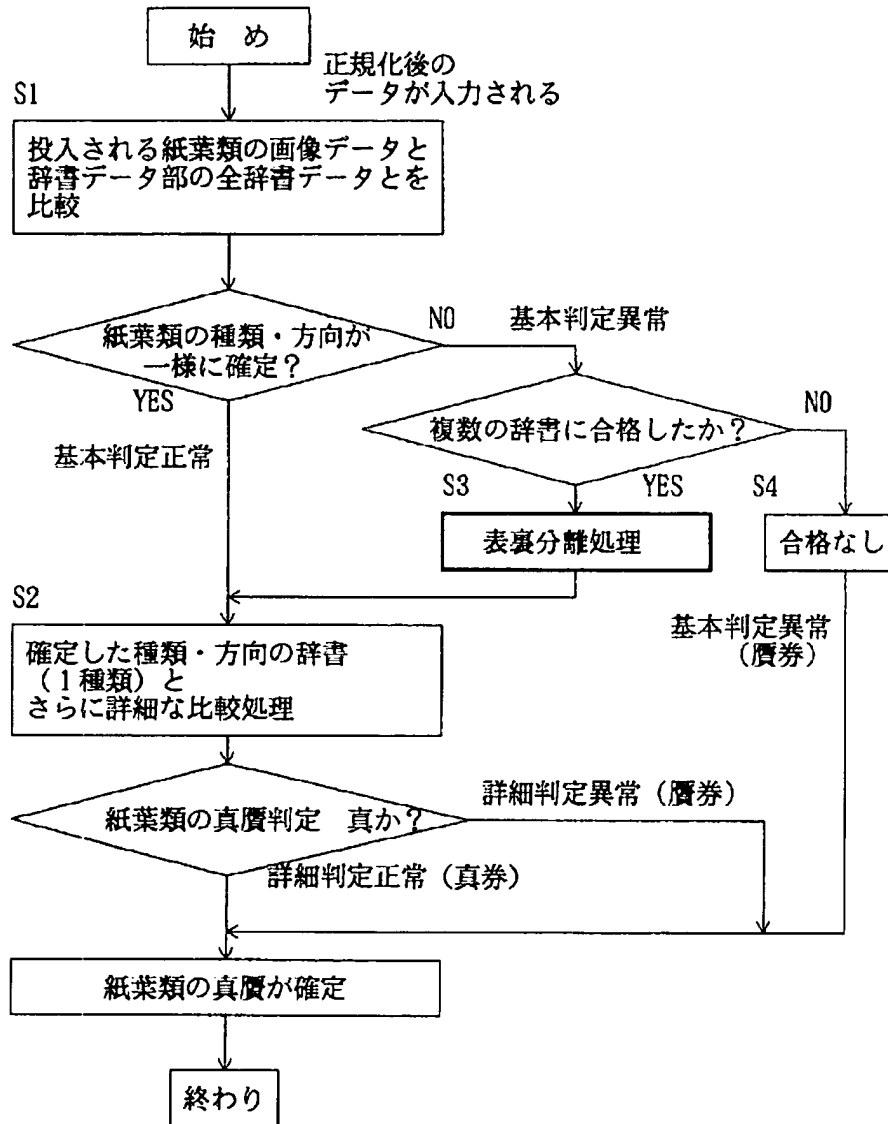 始 め
正規化後の
データが入力される
S1
投入される紙葉類の画像データと
辞書データ部の全辞書データとを
比較
紙葉類の種類・方向が
一様に確定？
NO
基本判定異常
YES
基本判定正常
複数の辞書に合格したか？
NO
S3
YES
S4
表裏分離処理
合格なし
S2
基本判定異常
（贋券）
確定した種類・方向の辞書
（１種類）と
さらに詳細な比較処理
紙葉類の真贋判定　真か？
詳細判定異常（贋券）
詳細判定正常（真券）
紙葉類の真贋が確定
終わり